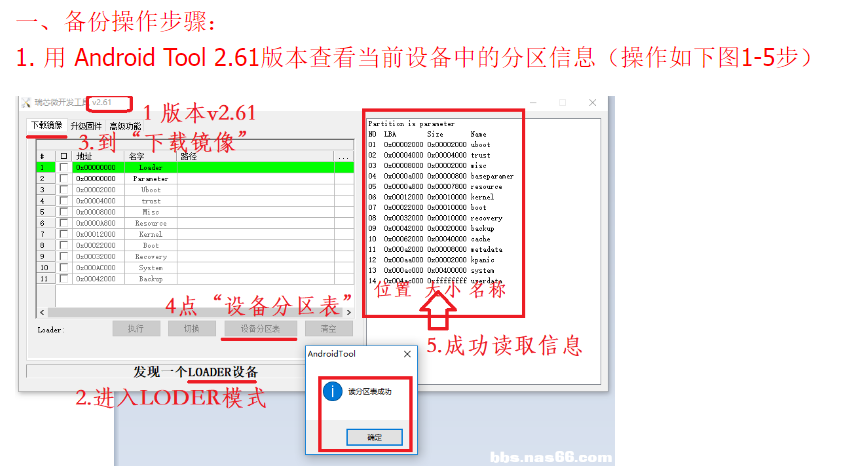 一、备份操作步骤：
1. 用 Android Tool 2.61版本查看当前设备中的分区信息（操作如下图1-5步）
瑞芯微开发工具 v2.61
1 版本v2.61
下载镜像 升级固件 高级功能
3.到“下载镜像”
# 地址 名字 路径 ...
1 0x00000000 Loader
2 0x00000000 Parameter
3 0x00002000 Uboot
4 0x00004000 trust
5 0x00008000 Misc
6 0x0000A800 Resource
7 0x00012000 Kernel
8 0x00022000 Boot
9 0x00032000 Recovery
10 0x000AC000 System
11 0x00042000 Backup
4点“设备分区表”
Loader:
执行 切换 设备分区表 清空
发现一个LOADER设备
2.进入LODER模式
Partition is parameter
NO LBA Size Name
01 0x00002000 0x00002000 uboot
02 0x00004000 0x00004000 trust
03 0x00008000 0x00002000 misc
04 0x0000a000 0x00000800 baseparamer
05 0x0000a800 0x00007800 resource
06 0x00012000 0x00010000 kernel
07 0x00022000 0x00010000 boot
08 0x00032000 0x00010000 recovery
09 0x00042000 0x00020000 backup
10 0x00062000 0x00040000 cache
11 0x000a2000 0x00008000 metadata
12 0x000aa000 0x00002000 kpanic
13 0x000ac000 0x00400000 system
14 0x004ac000 0xffffffff userdata
位置 大小 名称
5.成功读取信息
AndroidTool
读分区表成功
确定
bbs.nas66.com